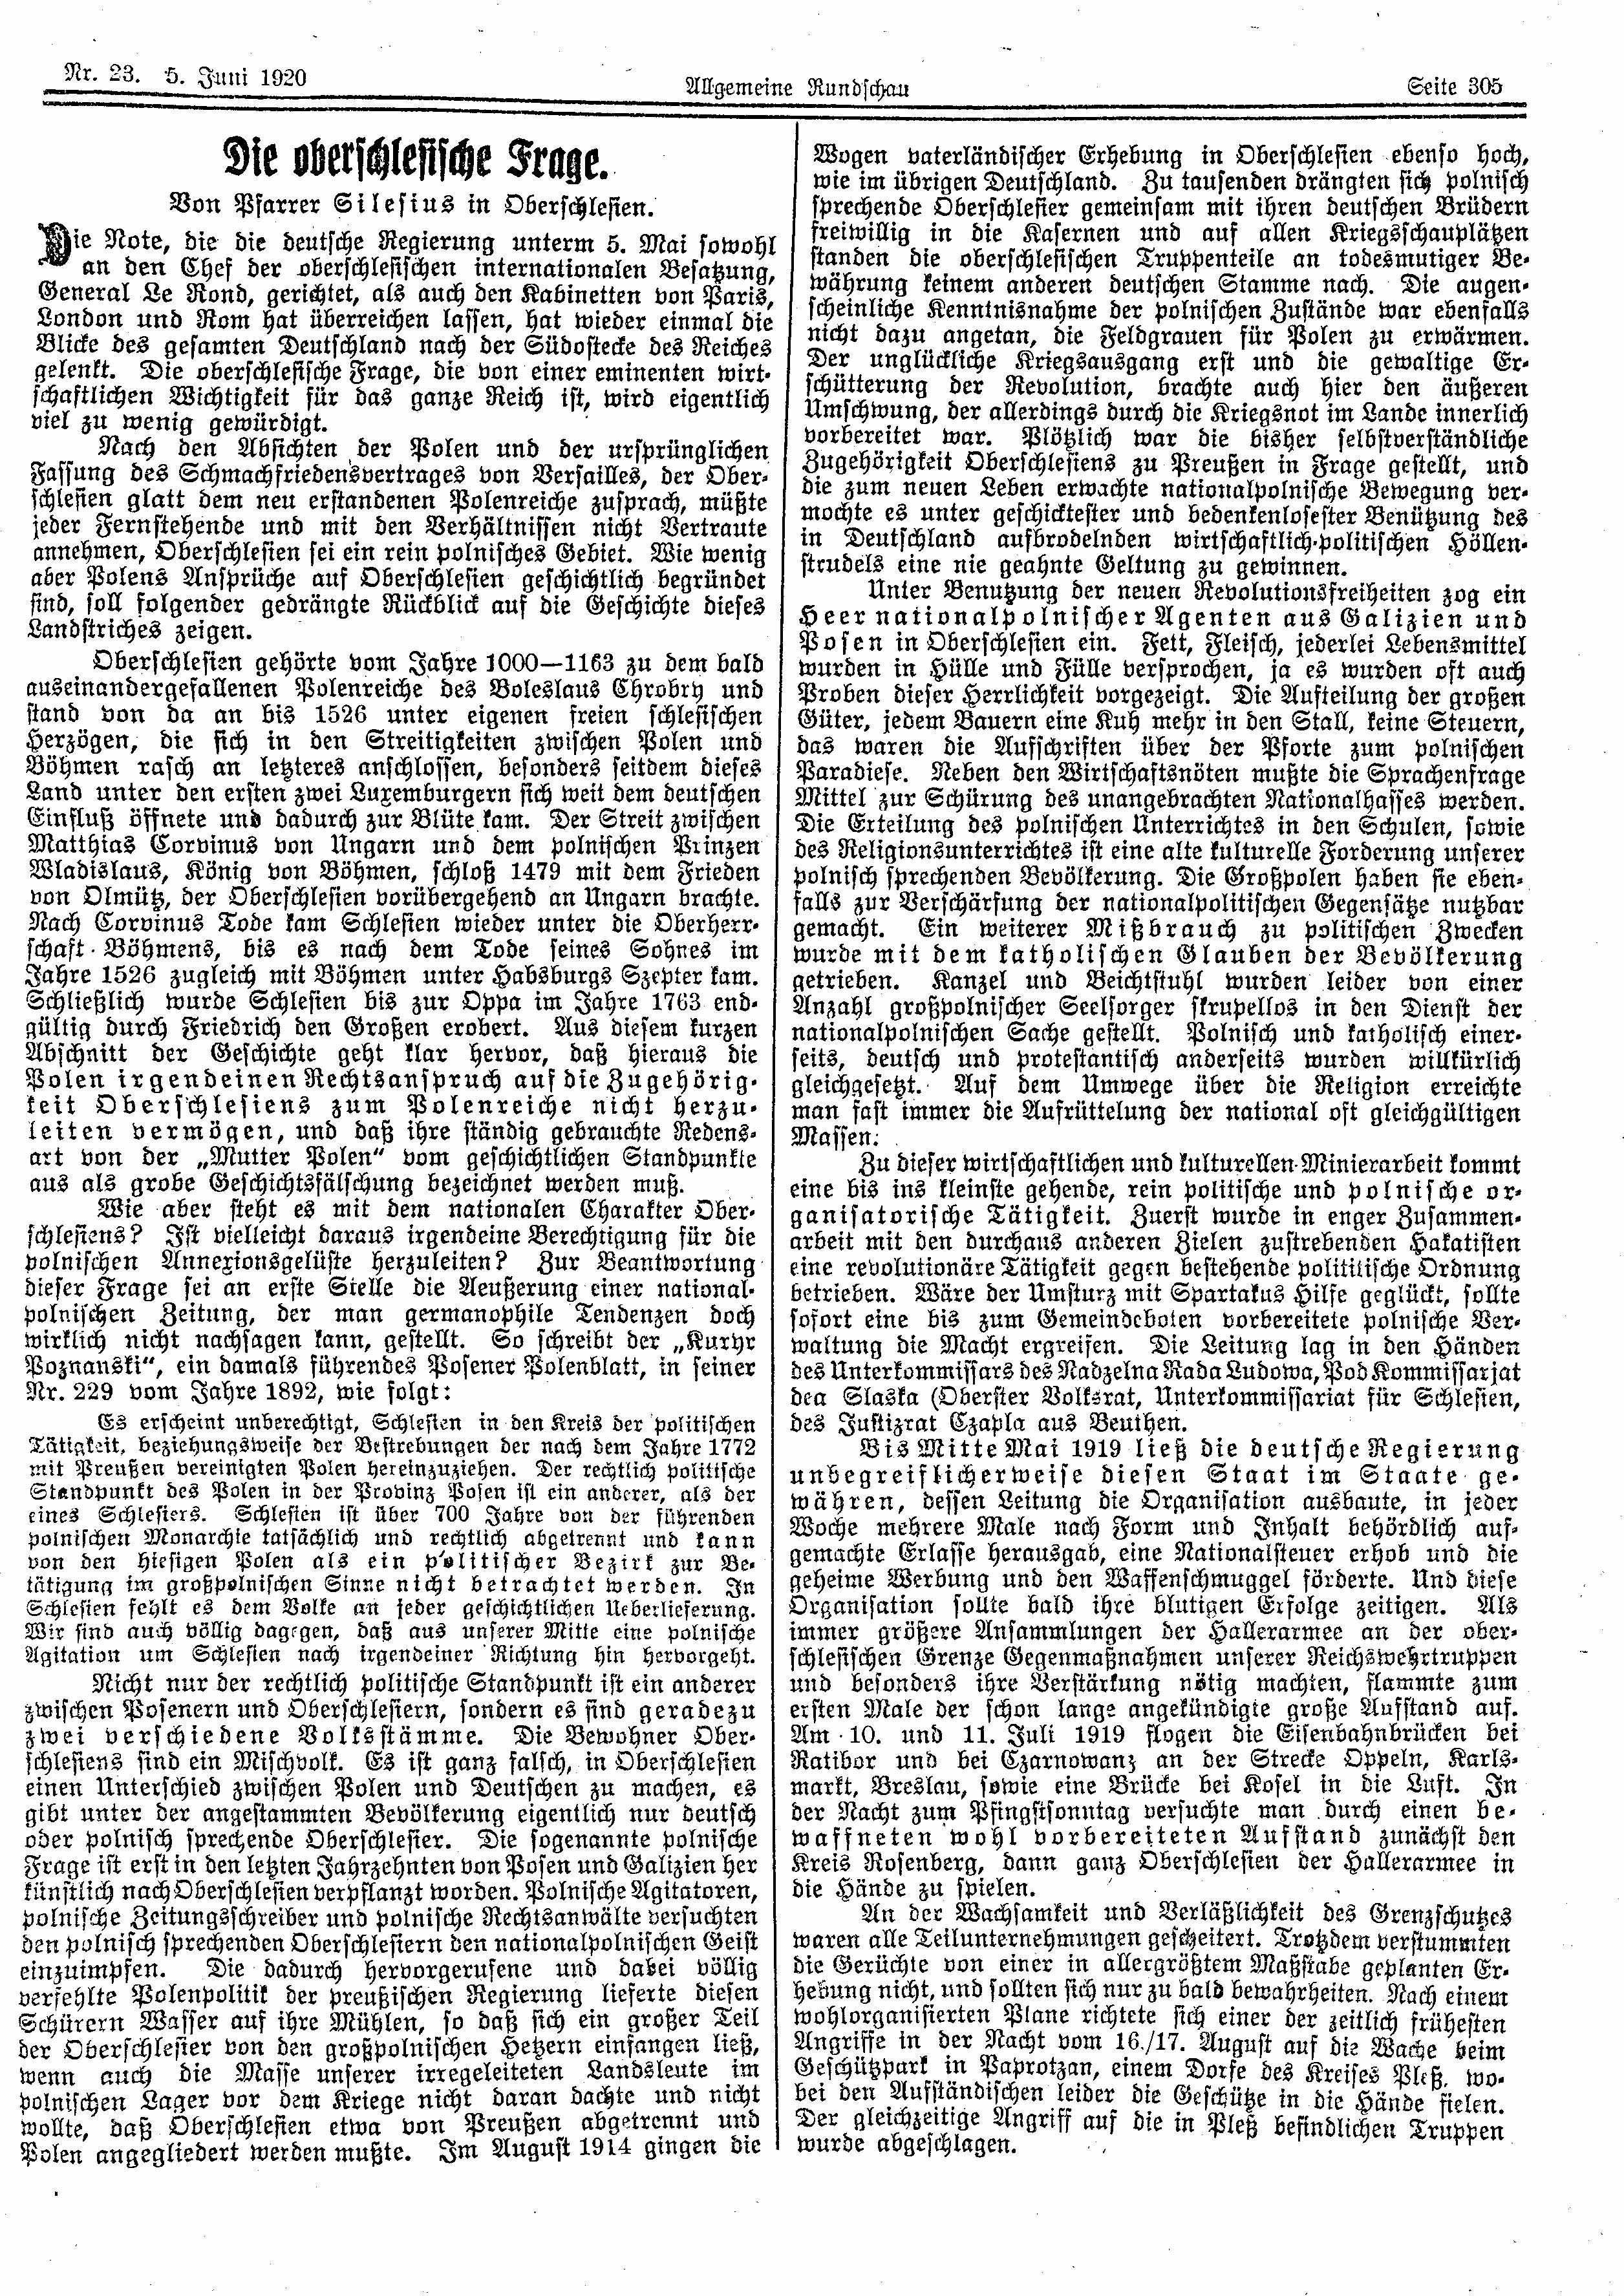 Nr. 23. 5. Juni 1920
Allgemeine Rundschau
Seite 305
Die oberschlesische Frage.
Von Pfarrer Silesius in Oberschlesien.
Die Note, die die deutsche Regierung unterm 5. Mai sowohl
an den Chef der oberschlesischen internationalen Besatzung,
General Le Rond, gerichtet, als auch den Kabinetten von Paris,
London und Rom hat überreichen lassen, hat wieder einmal die
Blicke des gesamten Deutschland nach der Südostecke des Reiches
gelenkt. Die oberschlesische Frage, die von einer eminenten wirt-
schaftlichen Wichtigkeit für das ganze Reich ist, wird eigentlich
viel zu wenig gewürdigt.
Nach den Absichten der Polen und der ursprünglichen
Fassung des Schmachfriedensvertrages von Versailles, der Ober-
schlesien glatt dem neu erstandenen Polenreiche zusprach, müßte
jeder Fernstehende und mit den Verhältnissen nicht Vertraute
annehmen, Oberschlesien sei ein rein polnisches Gebiet. Wie wenig
aber Polens Ansprüche auf Oberschlesien geschichtlich begründet
sind, soll folgender gedrängte Rückblick auf die Geschichte dieses
Landstriches zeigen.
Oberschlesien gehörte vom Jahre 1000—1163 zu dem bald
auseinandergefallenen Polenreiche des Boleslaus Chrobry und
stand von da an bis 1526 unter eigenen freien schlesischen
Herzögen, die sich in den Streitigkeiten zwischen Polen und
Böhmen rasch an letzteres anschlossen, besonders seitdem dieses
Land unter den ersten zwei Luxemburgern sich weit dem deutschen
Einfluß öffnete und dadurch zur Blüte kam. Der Streit zwischen
Matthias Corvinus von Ungarn und dem polnischen Prinzen
Wladislaus, König von Böhmen, schloß 1479 mit dem Frieden
von Olmütz, der Oberschlesien vorübergehend an Ungarn brachte.
Nach Corvinus Tode kam Schlesien wieder unter die Oberherr-
schaft Böhmens, bis es nach dem Tode seines Sohnes im
Jahre 1526 zugleich mit Böhmen unter Habsburgs Szepter kam.
Schließlich wurde Schlesien bis zur Oppa im Jahre 1763 end-
gültig durch Friedrich den Großen erobert. Aus diesem kurzen
Abschnitt der Geschichte geht klar hervor, daß hieraus die
Polen irgendeinen Rechtsanspruch auf die Zugehörig-
keit Oberschlesiens zum Polenreiche nicht herzu-
leiten vermögen, und daß ihre ständig gebrauchte Redens-
art von der „Mutter Polen“ vom geschichtlichen Standpunkte
aus als grobe Geschichtsfälschung bezeichnet werden muß.
Wie aber steht es mit dem nationalen Charakter Ober-
schlesiens? Ist vielleicht daraus irgendeine Berechtigung für die
polnischen Annexionsgelüste herzuleiten? Zur Beantwortung
dieser Frage sei an erste Stelle die Aeußerung einer national-
polnischen Zeitung, der man germanophile Tendenzen doch
wirklich nicht nachsagen kann, gestellt. So schreibt der „Kuryr
Poznanski“, ein damals führendes Posener Polenblatt, in seiner
Nr. 229 vom Jahre 1892, wie folgt:
Es erscheint unberechtigt, Schlesien in den Kreis der politischen
Tätigkeit, beziehungsweise der Bestrebungen der nach dem Jahre 1772
mit Preußen vereinigten Polen hereinzuziehen. Der rechtlich politische
Standpunkt des Polen in der Provinz Posen ist ein anderer, als der
eines Schlesiers. Schlesien ist über 700 Jahre von der führenden
polnischen Monarchie tatsächlich und rechtlich abgetrennt und kann
von den hiesigen Polen als ein politischer Bezirk zur Be-
tätigung im großpolnischen Sinne nicht betrachtet werden. In
Schlesien fehlt es dem Volke an jeder geschichtlichen Ueberlieferung.
Wir sind auch völlig dagegen, daß aus unserer Mitte eine polnische
Agitation um Schlesien nach irgendeiner Richtung hin hervorgeht.
Nicht nur der rechtlich politische Standpunkt ist ein anderer
zwischen Posenern und Oberschlesiern, sondern es sind geradezu
zwei verschiedene Volksstämme. Die Bewohner Ober-
schlesiens sind ein Mischvolk. Es ist ganz falsch, in Oberschlesien
einen Unterschied zwischen Polen und Deutschen zu machen, es
gibt unter der angestammten Bevölkerung eigentlich nur deutsch
oder polnisch sprechende Oberschlesier. Die sogenannte polnische
Frage ist erst in den letzten Jahrzehnten von Posen und Galizien her
künstlich nach Oberschlesien verpflanzt worden. Polnische Agitatoren,
polnische Zeitungsschreiber und polnische Rechtsanwälte versuchten
den polnisch sprechenden Oberschlesiern den nationalpolnischen Geist
einzuimpfen. Die dadurch hervorgerufene und dabei völlig
verfehlte Polenpolitik der preußischen Regierung lieferte diesen
Schürern Wasser auf ihre Mühlen, so daß sich ein großer Teil
der Oberschlesier von den großpolnischen Hetzern einfangen ließ,
wenn auch die Masse unserer irregeleiteten Landsleute im
polnischen Lager vor dem Kriege nicht daran dachte und nicht
wollte, daß Oberschlesien etwa von Preußen abgetrennt und
Polen angegliedert werden mußte. Im August 1914 gingen die
Wogen vaterländischer Erhebung in Oberschlesien ebenso hoch,
wie im übrigen Deutschland. Zu tausenden drängten sich polnisch
sprechende Oberschlesier gemeinsam mit ihren deutschen Brüdern
freiwillig in die Kasernen und auf allen Kriegsschauplätzen
standen die oberschlesischen Truppenteile an todesmutiger Be-
währung keinem anderen deutschen Stamme nach. Die augen-
scheinliche Kenntnisnahme der polnischen Zustände war ebenfalls
nicht dazu angetan, die Feldgrauen für Polen zu erwärmen.
Der unglückliche Kriegsausgang erst und die gewaltige Er-
schütterung der Revolution, brachte auch hier den äußeren
Umschwung, der allerdings durch die Kriegsnot im Lande innerlich
vorbereitet war. Plötzlich war die bisher selbstverständliche
Zugehörigkeit Oberschlesiens zu Preußen in Frage gestellt, und
die zum neuen Leben erwachte nationalpolnische Bewegung ver-
mochte es unter geschicktester und bedenkenlosester Benützung des
in Deutschland aufbrodelnden wirtschaftlich-politischen Höllen-
strudels eine nie geahnte Geltung zu gewinnen.
Unter Benutzung der neuen Revolutionsfreiheiten zog ein
Heer nationalpolnischer Agenten aus Galizien und
Posen in Oberschlesien ein. Fett, Fleisch, jederlei Lebensmittel
wurden in Hülle und Fülle versprochen, ja es wurden oft auch
Proben dieser Herrlichkeit vorgezeigt. Die Aufteilung der großen
Güter, jedem Bauern eine Kuh mehr in den Stall, keine Steuern,
das waren die Aufschriften über der Pforte zum polnischen
Paradiese. Neben den Wirtschaftsnöten mußte die Sprachenfrage
Mittel zur Schürung des unangebrachten Nationalhasses werden.
Die Erteilung des polnischen Unterrichtes in den Schulen, sowie
des Religionsunterrichtes ist eine alte kulturelle Forderung unserer
polnisch sprechenden Bevölkerung. Die Großpolen haben sie eben-
falls zur Verschärfung der nationalpolitischen Gegensätze nutzbar
gemacht. Ein weiterer Mißbrauch zu politischen Zwecken
wurde mit dem katholischen Glauben der Bevölkerung
getrieben. Kanzel und Beichtstuhl wurden leider von einer
Anzahl großpolnischer Seelsorger skrupellos in den Dienst der
nationalpolnischen Sache gestellt. Polnisch und katholisch einer-
seits, deutsch und protestantisch anderseits wurden willkürlich
gleichgesetzt. Auf dem Umwege über die Religion erreichte
man fast immer die Aufrüttelung der national oft gleichgültigen
Massen.
Zu dieser wirtschaftlichen und kulturellen Minierarbeit kommt
eine bis ins kleinste gehende, rein politische und polnische or-
ganisatorische Tätigkeit. Zuerst wurde in enger Zusammen-
arbeit mit den durchaus anderen Zielen zustrebenden Hakatisten
eine revolutionäre Tätigkeit gegen bestehende polititische Ordnung
betrieben. Wäre der Umsturz mit Spartakus Hilfe geglückt, sollte
sofort eine bis zum Gemeindeboten vorbereitete polnische Ver-
waltung die Macht ergreifen. Die Leitung lag in den Händen
des Unterkommissars des Nadzelna Rada Ludowa, Pod Kommissarjat
dea Slaska (Oberster Volksrat, Unterkommissariat für Schlesien,
des Justizrat Czapla aus Beuthen.
Bis Mitte Mai 1919 ließ die deutsche Regierung
unbegreiflicherweise diesen Staat im Staate ge-
währen, dessen Leitung die Organisation ausbaute, in jeder
Woche mehrere Male nach Form und Inhalt behördlich auf-
gemachte Erlasse herausgab, eine Nationalsteuer erhob und die
geheime Werbung und den Waffenschmuggel förderte. Und diese
Organisation sollte bald ihre blutigen Erfolge zeitigen. Als
immer größere Ansammlungen der Hallerarmee an der ober-
schlesischen Grenze Gegenmaßnahmen unserer Reichswehrtruppen
und besonders ihre Verstärkung nötig machten, flammte zum
ersten Male der schon lange angekündigte große Aufstand auf.
Am 10. und 11. Juli 1919 flogen die Eisenbahnbrücken bei
Ratibor und bei Czarnowanz an der Strecke Oppeln, Karls-
markt, Breslau, sowie eine Brücke bei Kosel in die Luft. In
der Nacht zum Pfingstsonntag versuchte man durch einen be-
waffneten wohl vorbereiteten Aufstand zunächst den
Kreis Rosenberg, dann ganz Oberschlesien der Hallerarmee in
die Hände zu spielen.
An der Wachsamkeit und Verläßlichkeit des Grenzschutzes
waren alle Teilunternehmungen gescheitert. Trotzdem verstummten
die Gerüchte von einer in allergrößtem Maßstabe geplanten Er-
hebung nicht, und sollten sich nur zu bald bewahrheiten. Nach einem
wohlorganisierten Plane richtete sich einer der zeitlich frühesten
Angriffe in der Nacht vom 16./17. August auf die Wache beim
Geschützpark in Paprotzan, einem Dorfe des Kreises Pleß, wo-
bei den Aufständischen leider die Geschütze in die Hände fielen.
Der gleichzeitige Angriff auf die in Pleß befindlichen Truppen
wurde abgeschlagen.